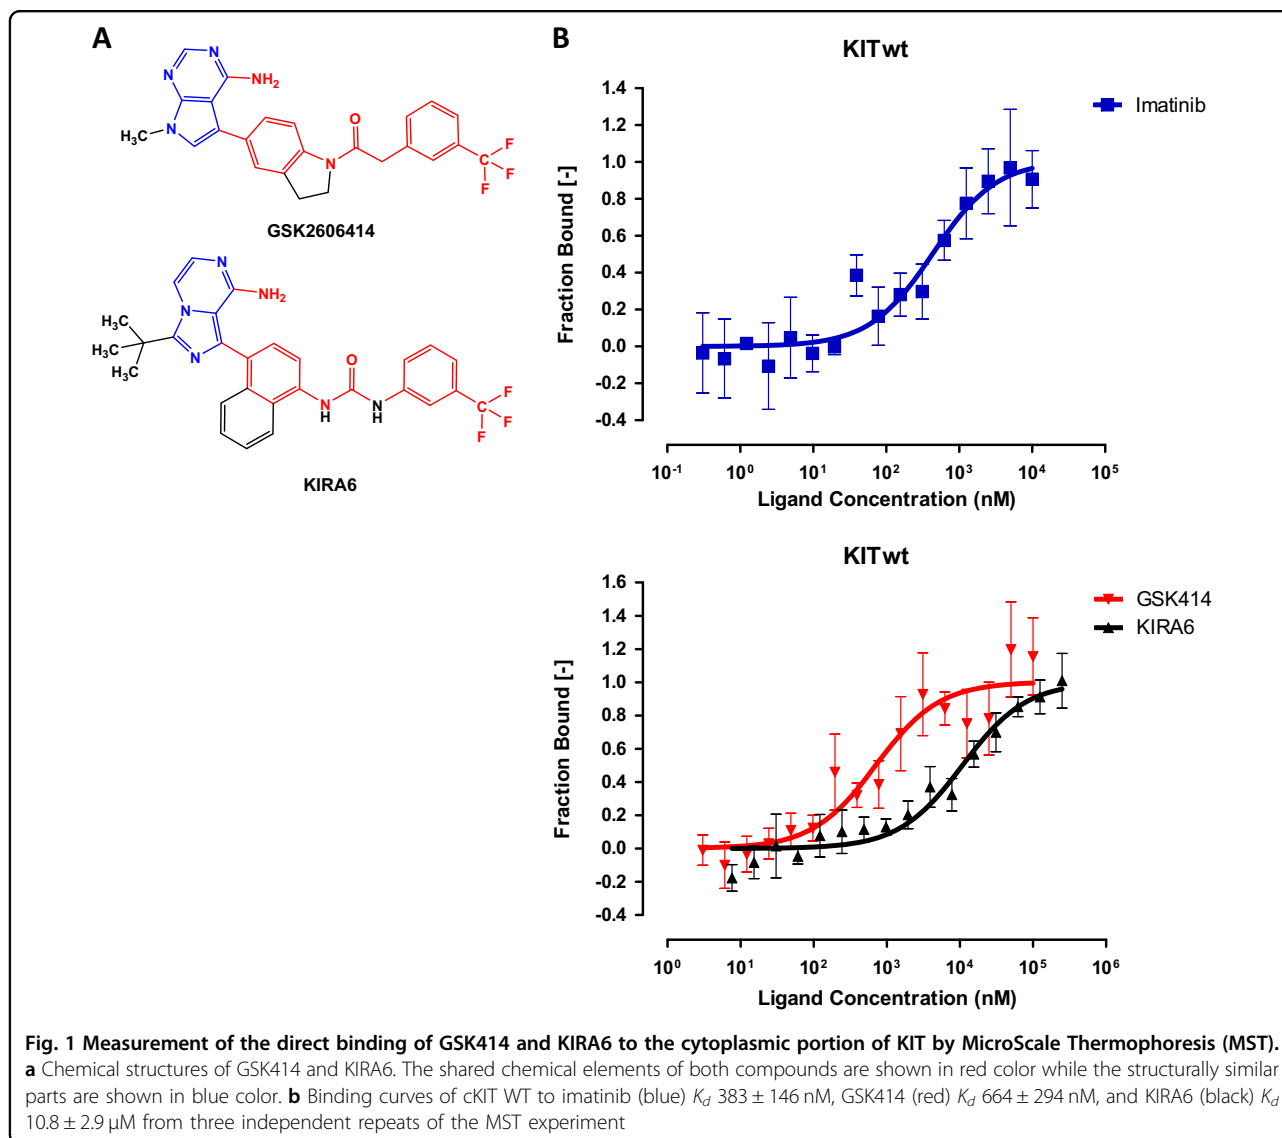 A
N
N
N
N
NH₂
H₃C
O
N
F
C
F
F
GSK2606414
N
N
N
NH₂
CH₃
H₃C
H₃C
O
N
H
N
H
F
C
F
F
KIRA6
B
KITwt
Imatinib
Fraction Bound [-]
1.4
1.2
1.0
0.8
0.6
0.4
0.2
0.0
-0.2
-0.4
10⁻¹ 10⁰ 10¹ 10² 10³ 10⁴ 10⁵
Ligand Concentration (nM)
KITwt
GSK414
KIRA6
Fraction Bound [-]
1.6
1.4
1.2
1.0
0.8
0.6
0.4
0.2
0.0
-0.2
-0.4
10⁰ 10¹ 10² 10³ 10⁴ 10⁵ 10⁶
Ligand Concentration (nM)
Fig. 1 Measurement of the direct binding of GSK414 and KIRA6 to the cytoplasmic portion of KIT by MicroScale Thermophoresis (MST).
a Chemical structures of GSK414 and KIRA6. The shared chemical elements of both compounds are shown in red color while the structurally similar
parts are shown in blue color. b Binding curves of cKIT WT to imatinib (blue) Kd 383 ± 146 nM, GSK414 (red) Kd 664 ± 294 nM, and KIRA6 (black) Kd
10.8 ± 2.9 µM from three independent repeats of the MST experiment